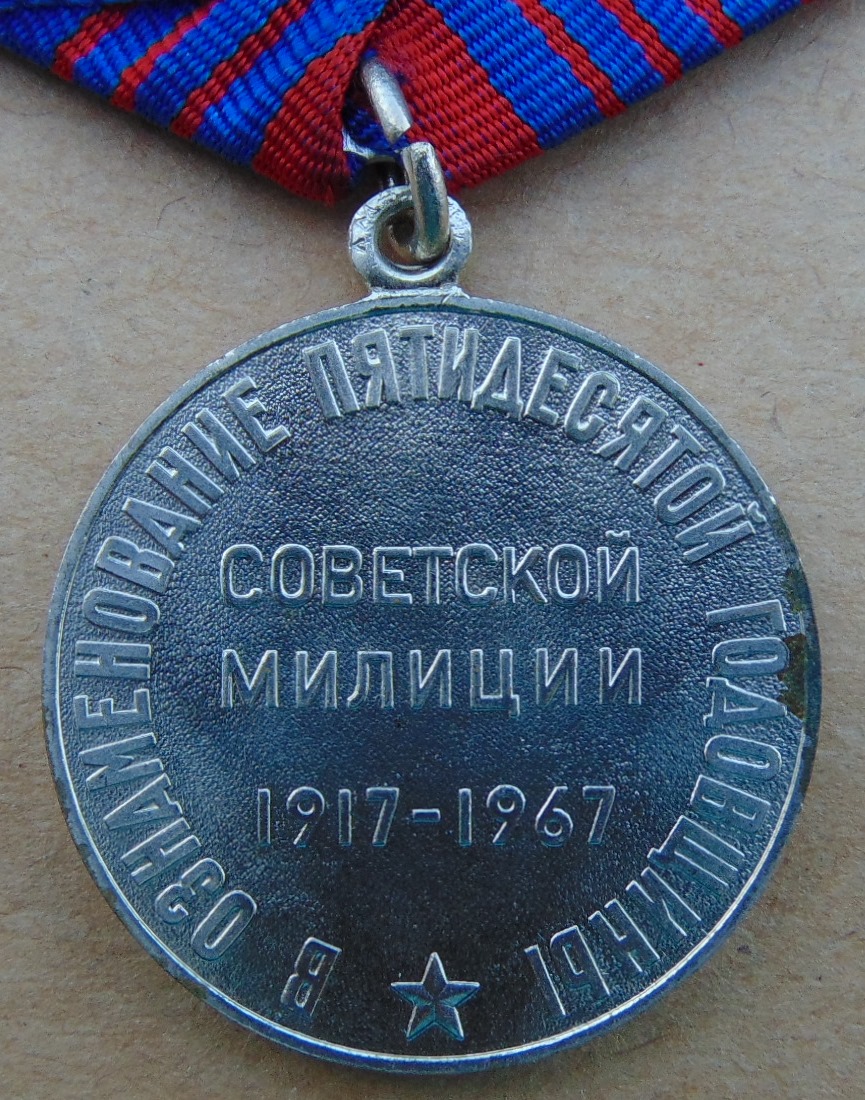 В ОЗНАМЕНОВАНИЕ ПЯТИДЕСЯТОЙ ГОДОВЩИНЫ
СОВЕТСКОЙ
МИЛИЦИИ
1917-1967